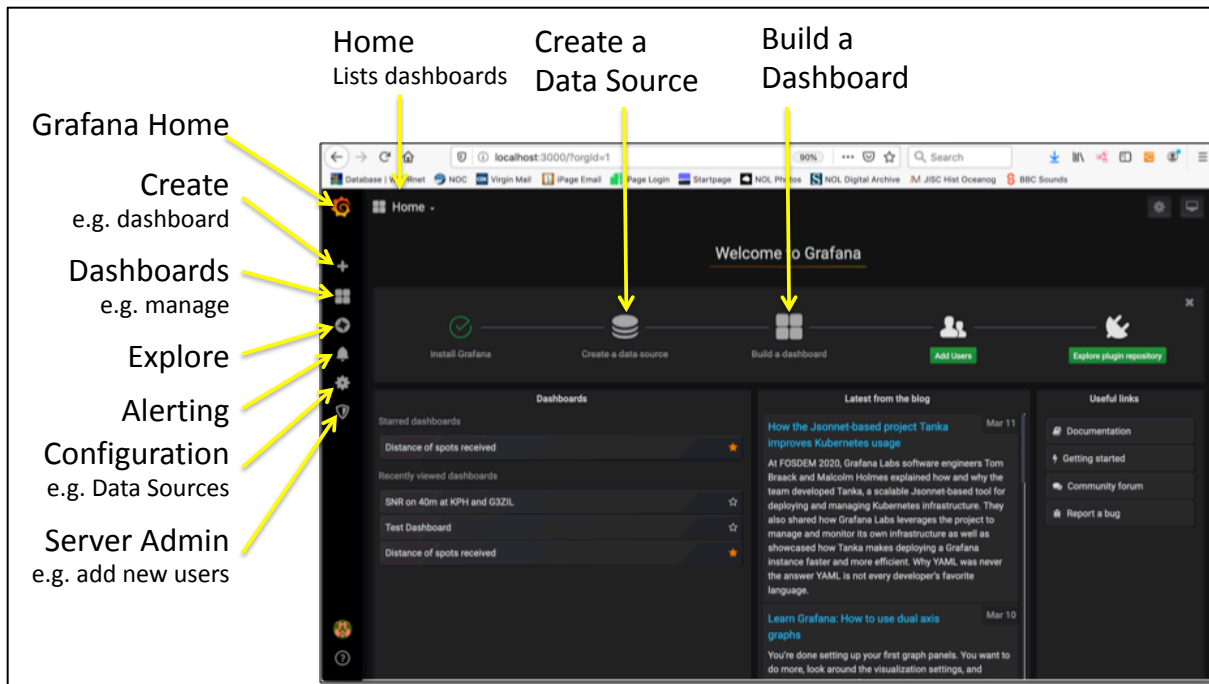 Home
Lists dashboards
Create a
Data Source
Build a
Dashboard
Grafana Home
Create
e.g. dashboard
Dashboards
e.g. manage
Explore
Alerting
Configuration
e.g. Data Sources
Server Admin
e.g. add new users
localhost:3000/?orgId=1
90%
Search
Database | Rnet
NOC
Virgin Mail
iPage Email
Page Login
Startpage
NOL Photos
NOL Digital Archive
JISC Hist Oceanog
BBC Sounds
Home
Welcome to Grafana
Install Grafana
Create a data source
Build a dashboard
Add Users
Explore plugin repository
Dashboards
Starred dashboards
Distance of spots received
Recently viewed dashboards
SNR on 40m at KPH and G3ZIL
Test Dashboard
Distance of spots received
Latest from the blog
How the Jsonnet-based project Tanka
improves Kubernetes usage
Mar 11
At FOSDEM 2020, Grafana Labs software engineers Tom
Braack and Malcolm Holmes explained how and why the
team developed Tanka, a scalable Jsonnet-based tool for
deploying and managing Kubernetes infrastructure. They
also shared how Grafana Labs leverages the project to
manage and monitor its own infrastructure as well as
showcased how Tanka makes deploying a Grafana
instance faster and more efficient. Why YAML was never
the answer YAML is not every developer's favorite
language.
Learn Grafana: How to use dual axis
graphs
Mar 10
You're done setting up your first graph panels. You want to
do more, look around the visualization settings, and
Useful links
Documentation
Getting started
Community forum
Report a bug